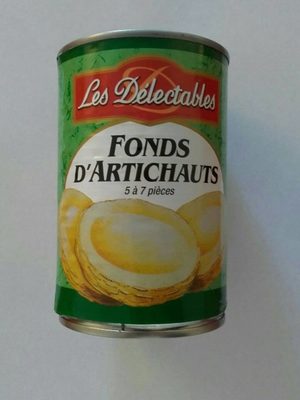 Les Délectables
FONDS
D'ARTICHAUTS
5 à 7 pièces